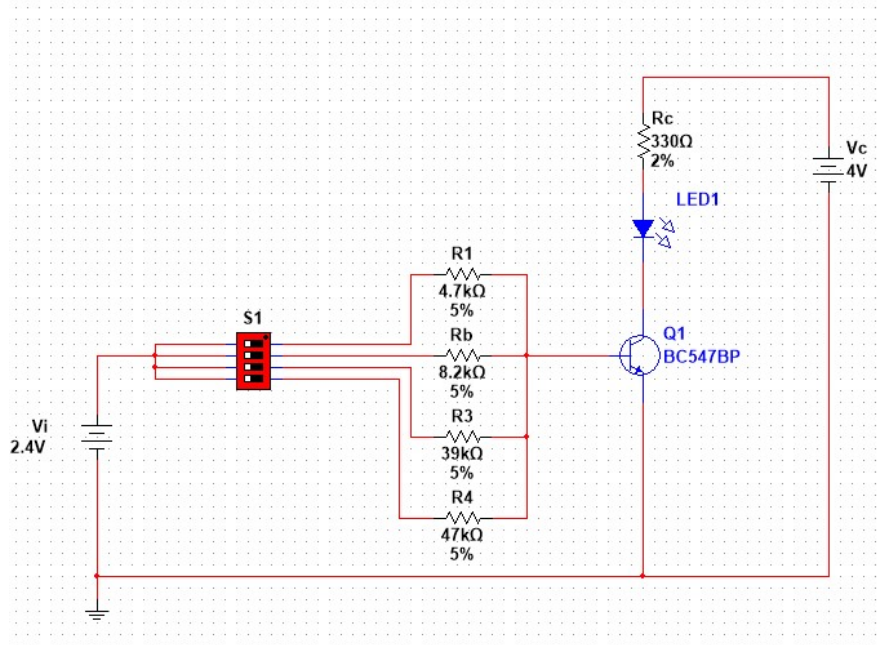 Rc
330Ω
2%
Vc
4V
LED1
R1
4.7kΩ
5%
S1
Rb
8.2kΩ
5%
Q1
BC547BP
R3
39kΩ
5%
Vi
2.4V
R4
47kΩ
5%